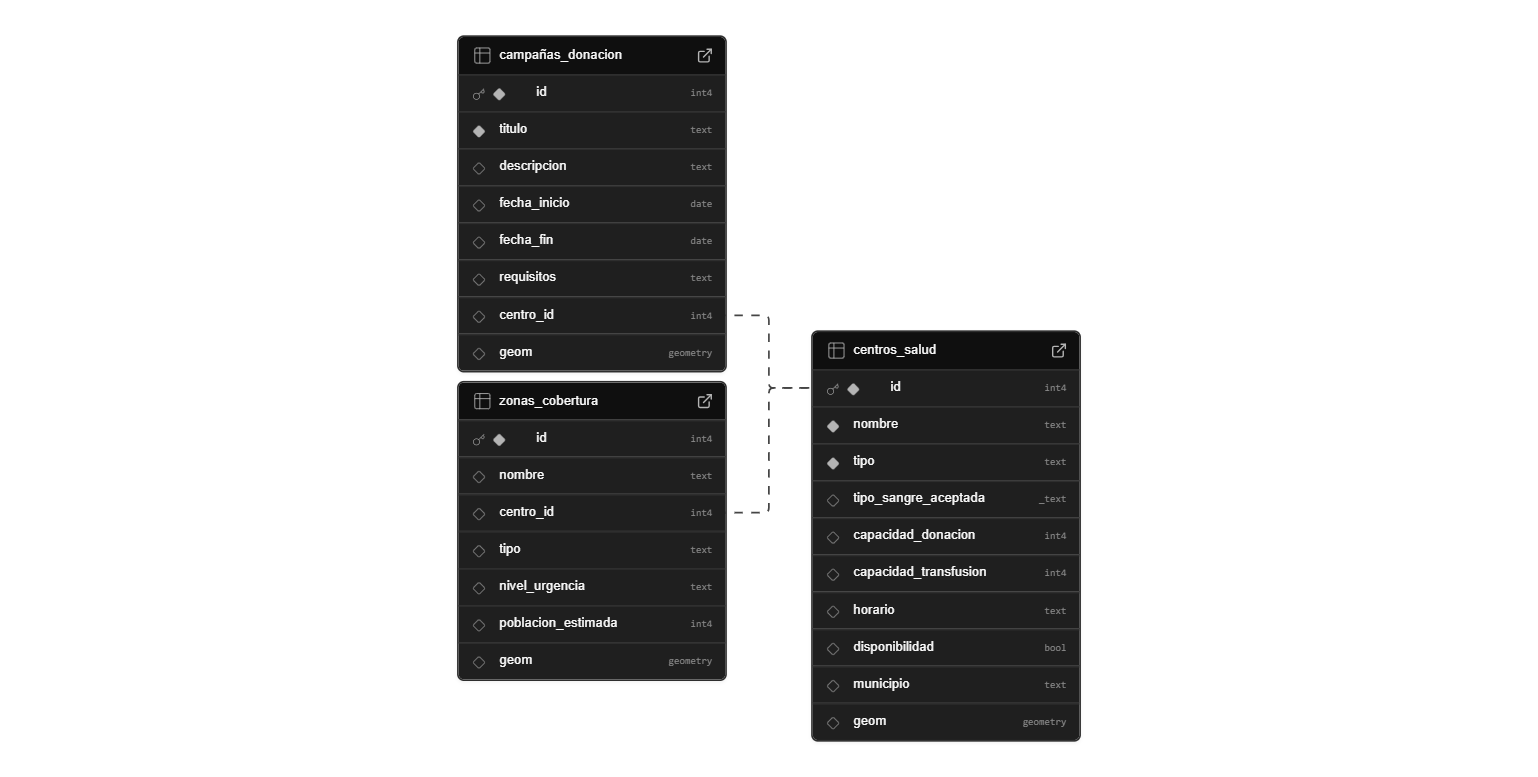 campañas_donacion
id int4
titulo text
descripcion text
fecha_inicio date
fecha_fin date
requisitos text
centro_id int4
geom geometry
zonas_cobertura
id int4
nombre text
centro_id int4
tipo text
nivel_urgencia text
poblacion_estimada int4
geom geometry
centros_salud
id int4
nombre text
tipo text
tipo_sangre_aceptada _text
capacidad_donacion int4
capacidad_transfusion int4
horario text
disponibilidad bool
municipio text
geom geometry